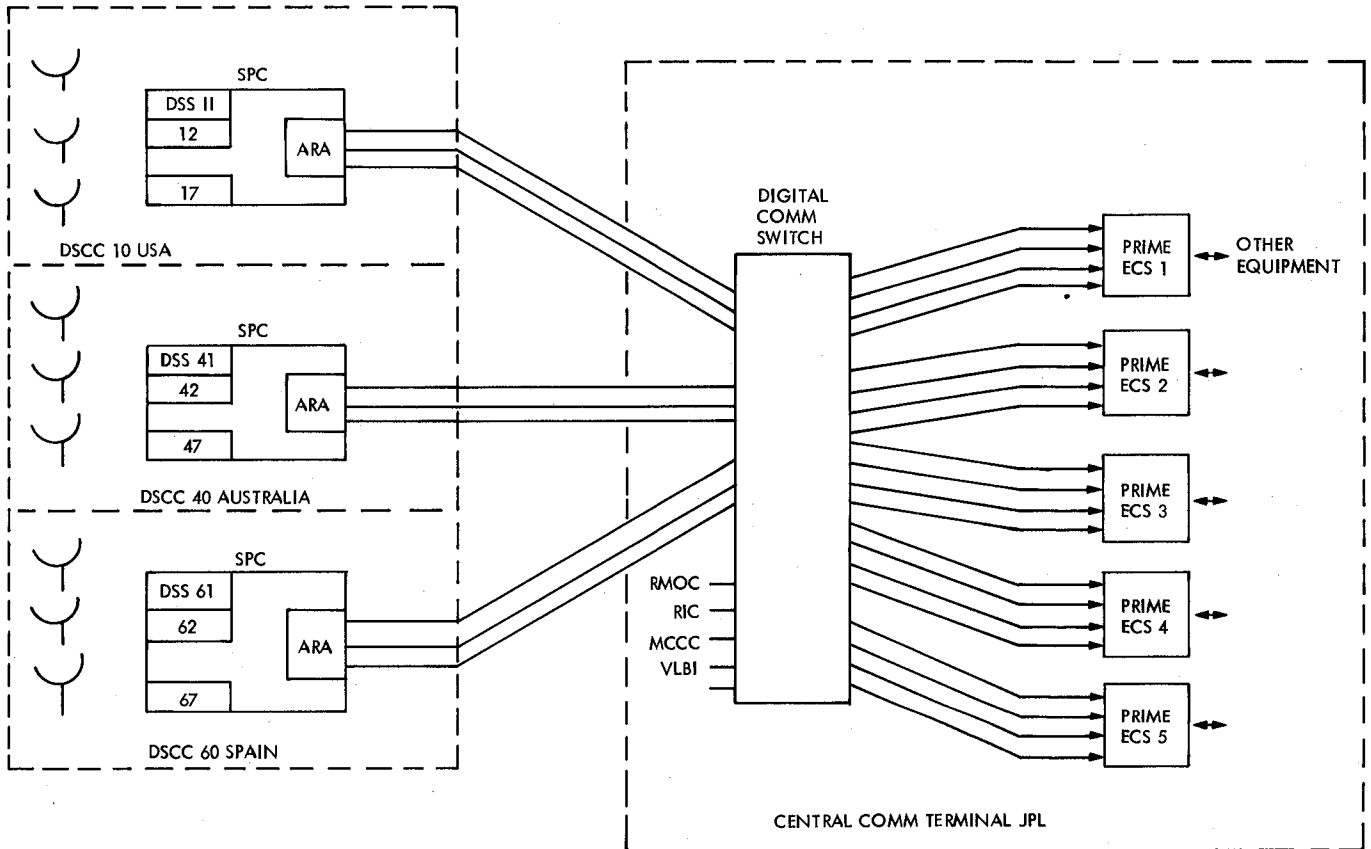 SPC
DSS 11
12
17
ARA
DSCC 10 USA
SPC
DSS 41
42
47
ARA
DSCC 40 AUSTRALIA
SPC
DSS 61
62
67
ARA
DSCC 60 SPAIN
DIGITAL
COMM
SWITCH
RMOC
RIC
MCCC
VLBI
PRIME
ECS 1
OTHER
EQUIPMENT
PRIME
ECS 2
PRIME
ECS 3
PRIME
ECS 4
PRIME
ECS 5
CENTRAL COMM TERMINAL JPL